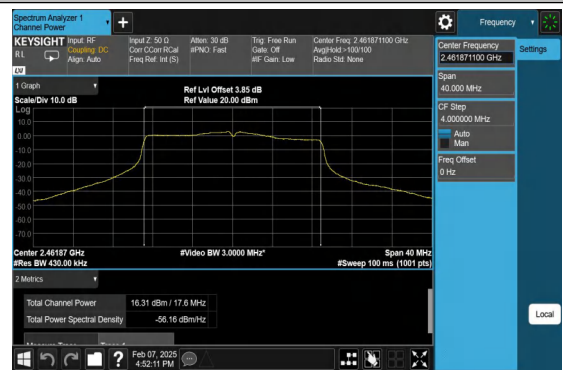 Spectrum Analyzer 1
Channel Power
Frequency
KEYSIGHT
R L
LXI
Input: RF
Coupling: DC
Align: Auto
Input Z: 50 Ω
Corr CCorr RCal
Freq Ref: Int (S)
Atten: 30 dB
#PNO: Fast
Trig: Free Run
Gate: Off
#IF Gain: Low
Center Freq: 2.461871100 GHz
Avg|Hold:>100/100
Radio Std: None
Center Frequency
2.461871100 GHz
Settings
Span
40.000 MHz
CF Step
4.000000 MHz
Auto
Man
Freq Offset
0 Hz
1 Graph
Scale/Div 10.0 dB
Ref Lvl Offset 3.85 dB
Ref Value 20.00 dBm
Log
10.0
0.00
-10.0
-20.0
-30.0
-40.0
-50.0
-60.0
-70.0
Center 2.46187 GHz
#Res BW 430.00 kHz
#Video BW 3.0000 MHz*
Span 40 MHz
#Sweep 100 ms (1001 pts)
2 Metrics
Total Channel Power 16.31 dBm / 17.6 MHz
Total Power Spectral Density -56.16 dBm/Hz
Local
?
Feb 07, 2025
4:52:11 PM